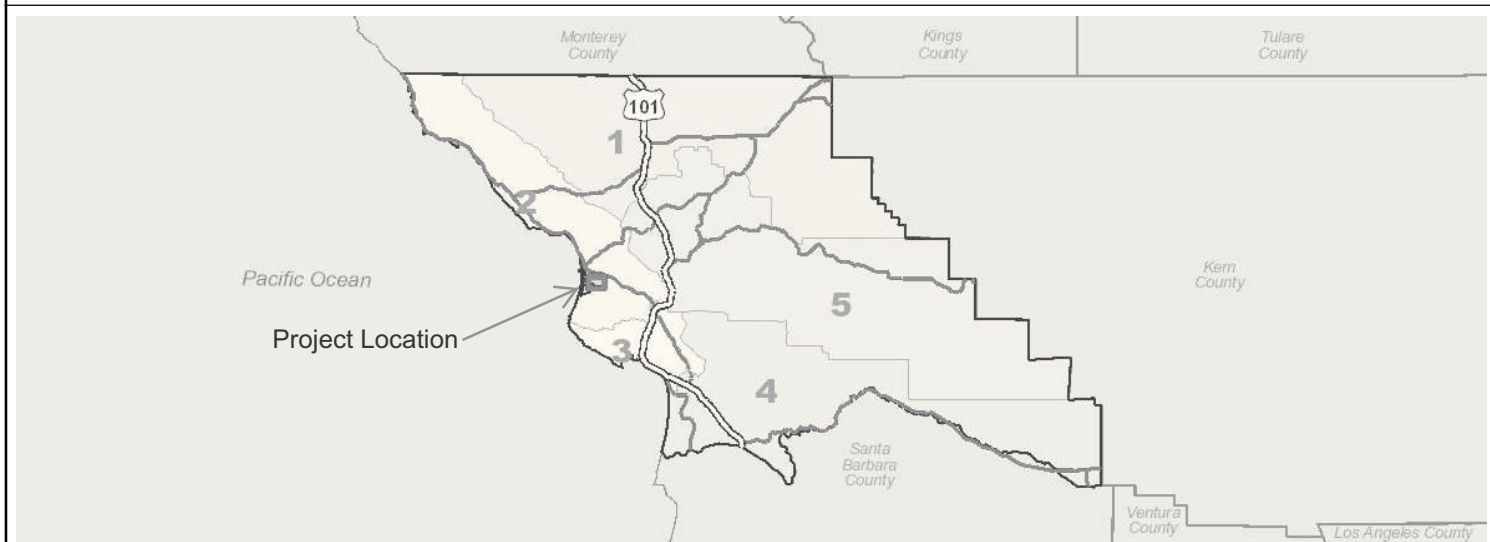 Monterey
County
Kings
County
Tulare
County
101
1
2
Pacific Ocean
Kern
County
5
Project Location
3
4
Santa
Barbara
County
Ventura
County
Los Angeles County